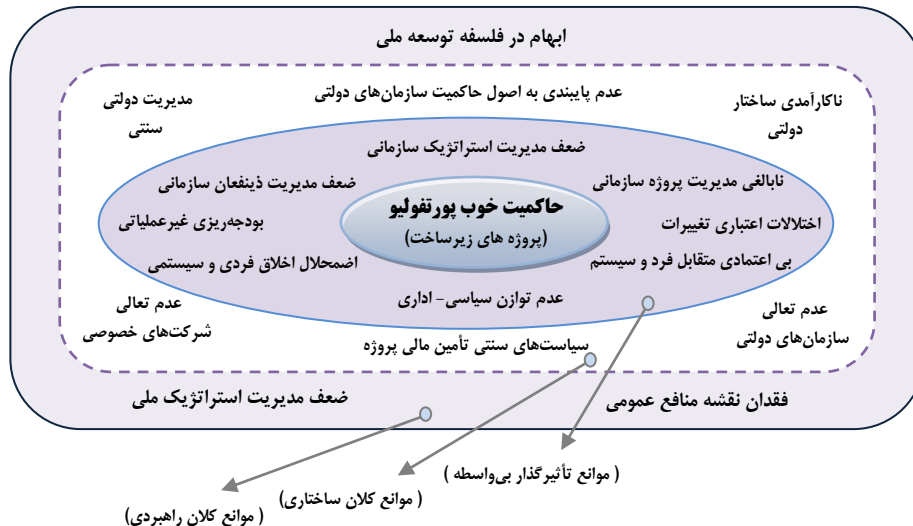 ابهام در فلسفه توسعه ملی
عدم پایبندی به اصول حاکمیت سازمان‌های دولتی
ناکارآمدی ساختار
دولتی
مدیریت دولتی
سنتی
ضعف مدیریت استراتژیک سازمانی
نابالغی مدیریت پروژه سازمانی
ضعف مدیریت ذینفعان سازمانی
حاکمیت خوب پورتفولیو
(پروژه های زیرساخت)
اختلالات اعتباری تغییرات
بودجه‌ریزی غیرعملیاتی
بی اعتمادی متقابل فرد و سیستم
اضمحلال اخلاق فردی و سیستمی
عدم توازن سیاسی- اداری
عدم تعالی
سازمان‌های دولتی
عدم تعالی
شرکت‌های خصوصی
سیاست‌های سنتی تأمین مالی پروژه
فقدان نقشه منافع عمومی
ضعف مدیریت استراتژیک ملی
( موانع تأثیرگذار بی‌واسطه )
( موانع کلان ساختاری)
( موانع کلان راهبردی)